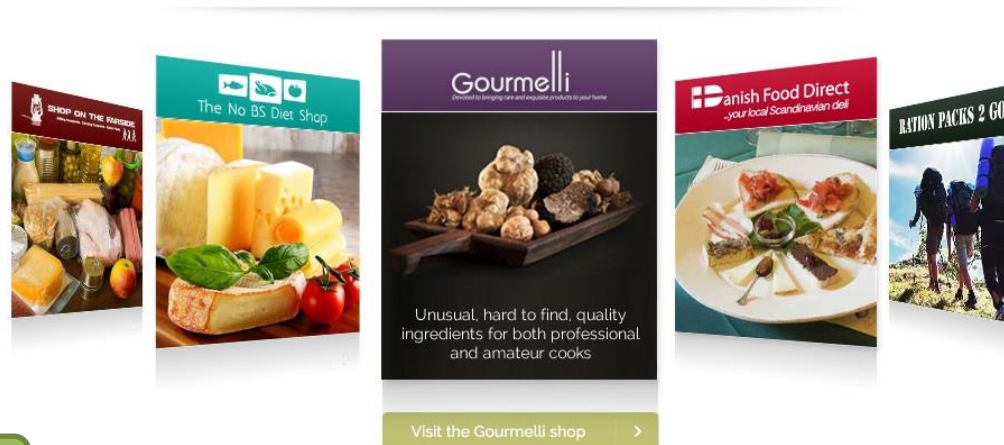 SHOP ON THE FARSIDE
The No BS Diet Shop
Gourmelli
Devoted to bringing rare and exquisite products to your home
Danish Food Direct
...your local Scandinavian deli
RATION PACKS 2 GO
Unusual, hard to find, quality
ingredients for both professional
and amateur cooks
Visit the Gourmelli shop